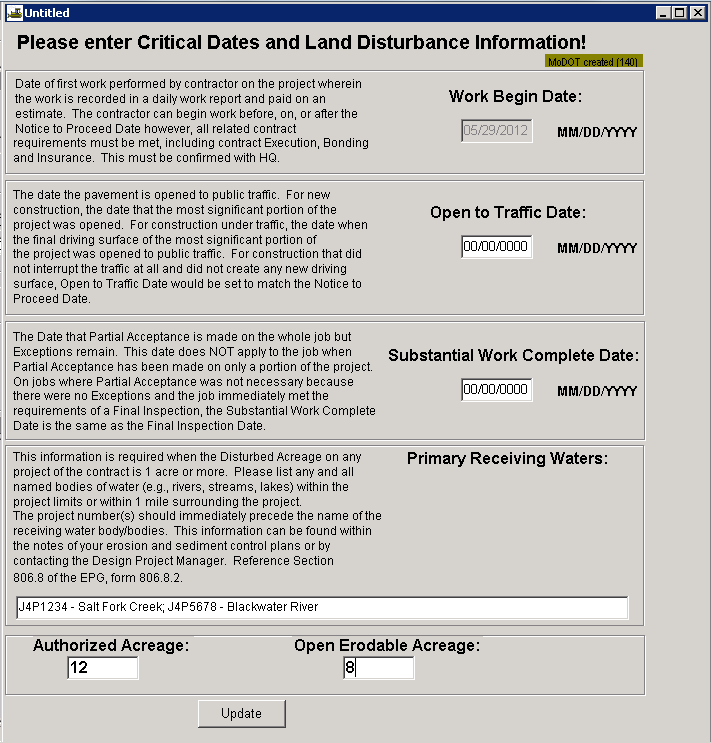 Untitled
Please enter Critical Dates and Land Disturbance Information!
MoDOT created (140)
Date of first work performed by contractor on the project wherein
the work is recorded in a daily work report and paid on an
estimate. The contractor can begin work before, on, or after the
Notice to Proceed Date however, all related contract
requirements must be met, including contract Execution, Bonding
and Insurance. This must be confirmed with HQ.
Work Begin Date:
05/29/2012 MM/DD/YYYY
The date the pavement is opened to public traffic. For new
construction, the date that the most significant portion of the
project was opened. For construction under traffic, the date when
the final driving surface of the most significant portion of
the project was opened to public traffic. For construction that did
not interrupt the traffic at all and did not create any new driving
surface, Open to Traffic Date would be set to match the Notice to
Proceed Date.
Open to Traffic Date:
00/00/0000 MM/DD/YYYY
The Date that Partial Acceptance is made on the whole job but
Exceptions remain. This date does NOT apply to the job when
Partial Acceptance has been made on only a portion of the project.
On jobs where Partial Acceptance was not necessary because
there were no Exceptions and the job immediately met the
requirements of a Final Inspection, the Substantial Work Complete
Date is the same as the Final Inspection Date.
Substantial Work Complete Date:
00/00/0000 MM/DD/YYYY
This information is required when the Disturbed Acreage on any
project of the contract is 1 acre or more. Please list any and all
named bodies of water (e.g., rivers, streams, lakes) within the
project limits or within 1 mile surrounding the project.
The project number(s) should immediately precede the name of the
receiving water body/bodies. This information can be found within
the notes of your erosion and sediment control plans or by
contacting the Design Project Manager. Reference Section
806.8 of the EPG, form 806.8.2.
Primary Receiving Waters:
J4P1234 - Salt Fork Creek; J4P5678 - Blackwater River
Authorized Acreage: Open Erodable Acreage:
12 8
Update